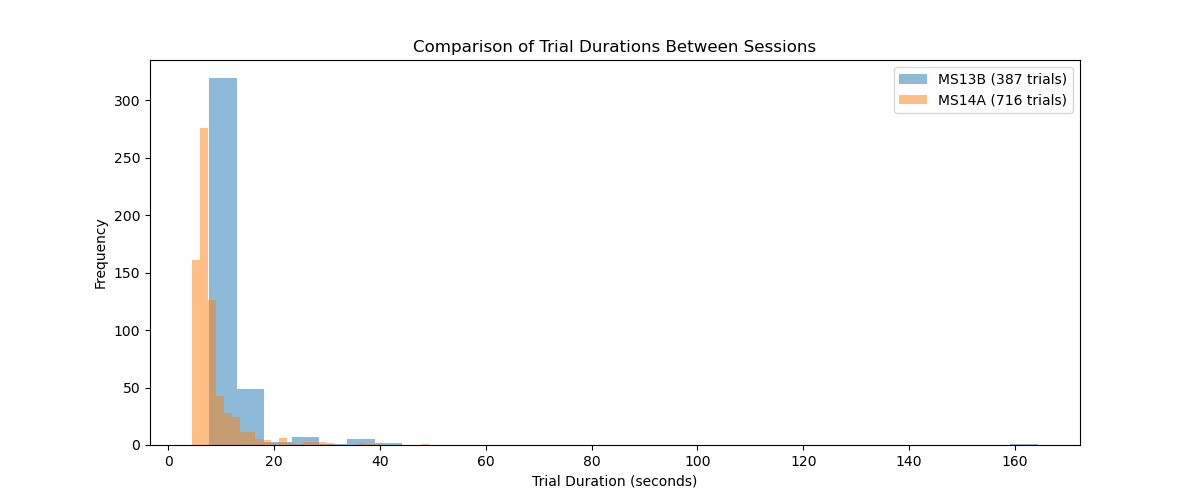 Comparison of Trial Durations Between Sessions
MS13B (387 trials)
MS14A (716 trials)
Frequency
300
250
200
150
100
50
0
0 20 40 60 80 100 120 140 160
Trial Duration (seconds)